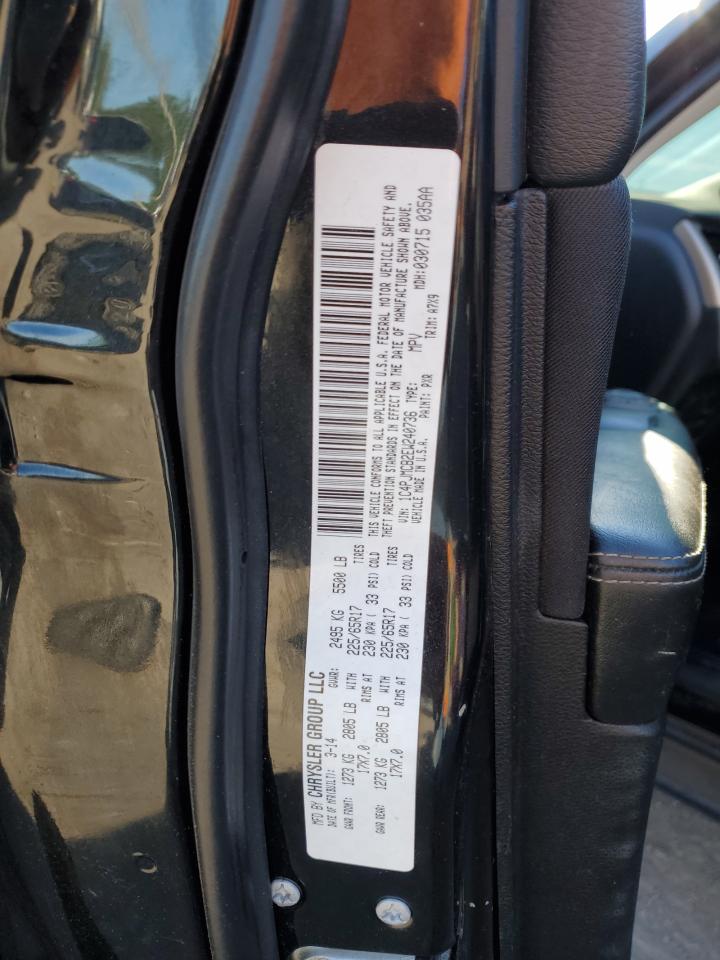 MFD BY CHRYSLER GROUP LLC
DATE OF MFR(BUILT): 3-14 GVWR: 2495 KG 5500 LB
GAWR FRONT: 1273 KG 2805 LB WITH 225/65R17 TIRES
17X7.0 RIMS AT 230 KPA ( 33 PSI) COLD
GAWR REAR: 1273 KG 2805 LB WITH 225/65R17 TIRES
17X7.0 RIMS AT 230 KPA ( 33 PSI) COLD
THIS VEHICLE CONFORMS TO ALL APPLICABLE U.S.A. FEDERAL MOTOR VEHICLE SAFETY AND
THEFT PREVENTION STANDARDS IN EFFECT ON THE DATE OF MANUFACTURE SHOWN ABOVE.
VIN: 1C4PJMCB2EW240736 TYPE: MPV MDH:030715 035AA
VEHICLE MADE IN U.S.A. PAINT: PXR TRIM: A7X9